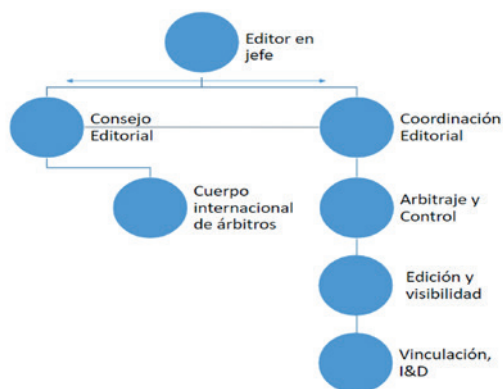 Editor en
jefe
Consejo
Editorial
Coordinación
Editorial
Cuerpo
internacional
de árbitros
Arbitraje y
Control
Edición y
visibilidad
Vinculación,
I&D